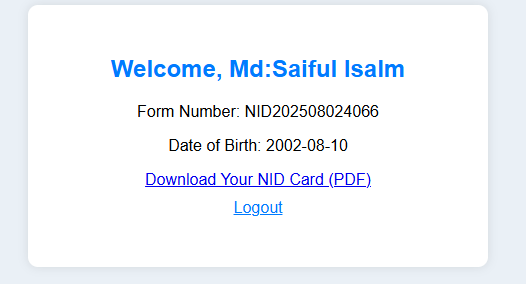 Welcome, Md:Saiful Isalm
Form Number: NID202508024066
Date of Birth: 2002-08-10
Download Your NID Card (PDF)
Logout